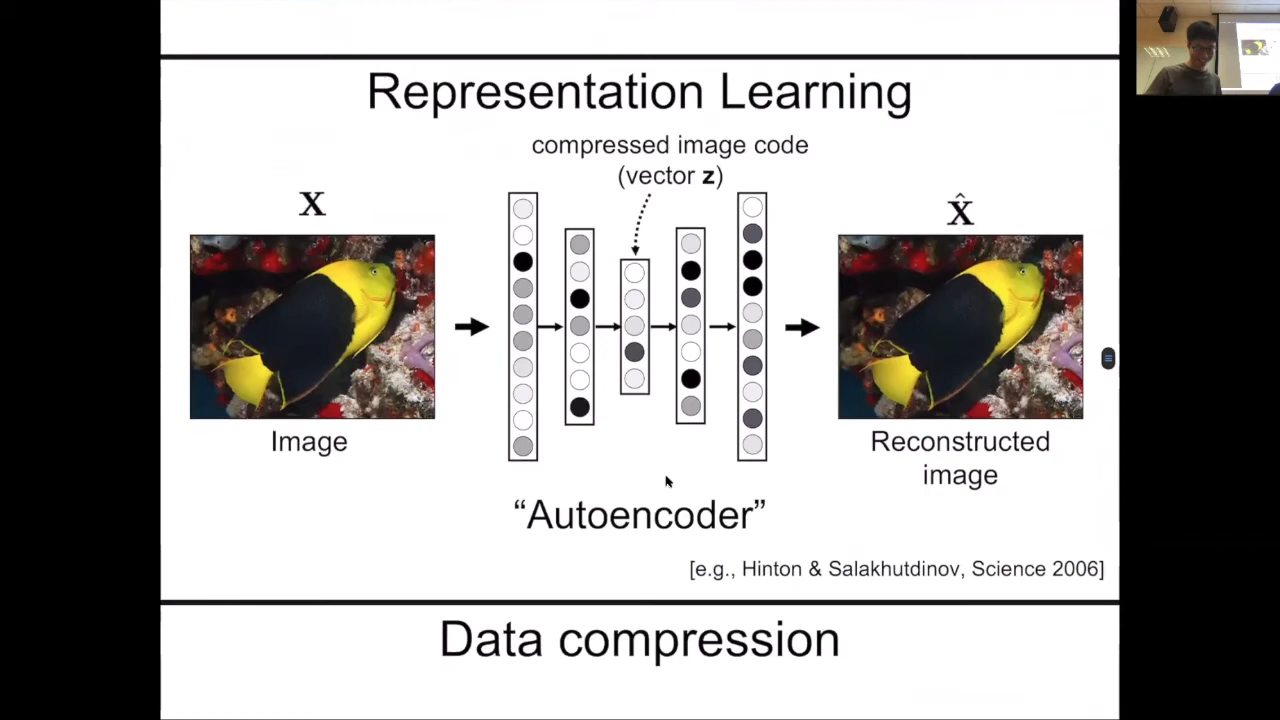 Representation Learning
compressed image code
(vector z)
X
X̂
Image
Reconstructed
image
“Autoencoder”
[e.g., Hinton & Salakhutdinov, Science 2006]
Data compression